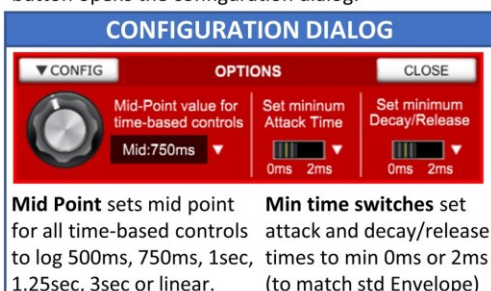 button opens the configuration dialog.
CONFIGURATION DIALOG
▼ CONFIG OPTIONS CLOSE
Mid-Point value for
time-based controls
Mid:750ms ▼
Set mininum
Attack Time
▼
0ms 2ms
Set minimum
Decay/Release
▼
0ms 2ms
Mid Point sets mid point
for all time-based controls
to log 500ms, 750ms, 1sec,
1.25sec, 3sec or linear.
Min time switches set
attack and decay/release
times to min 0ms or 2ms
(to match std Envelope)